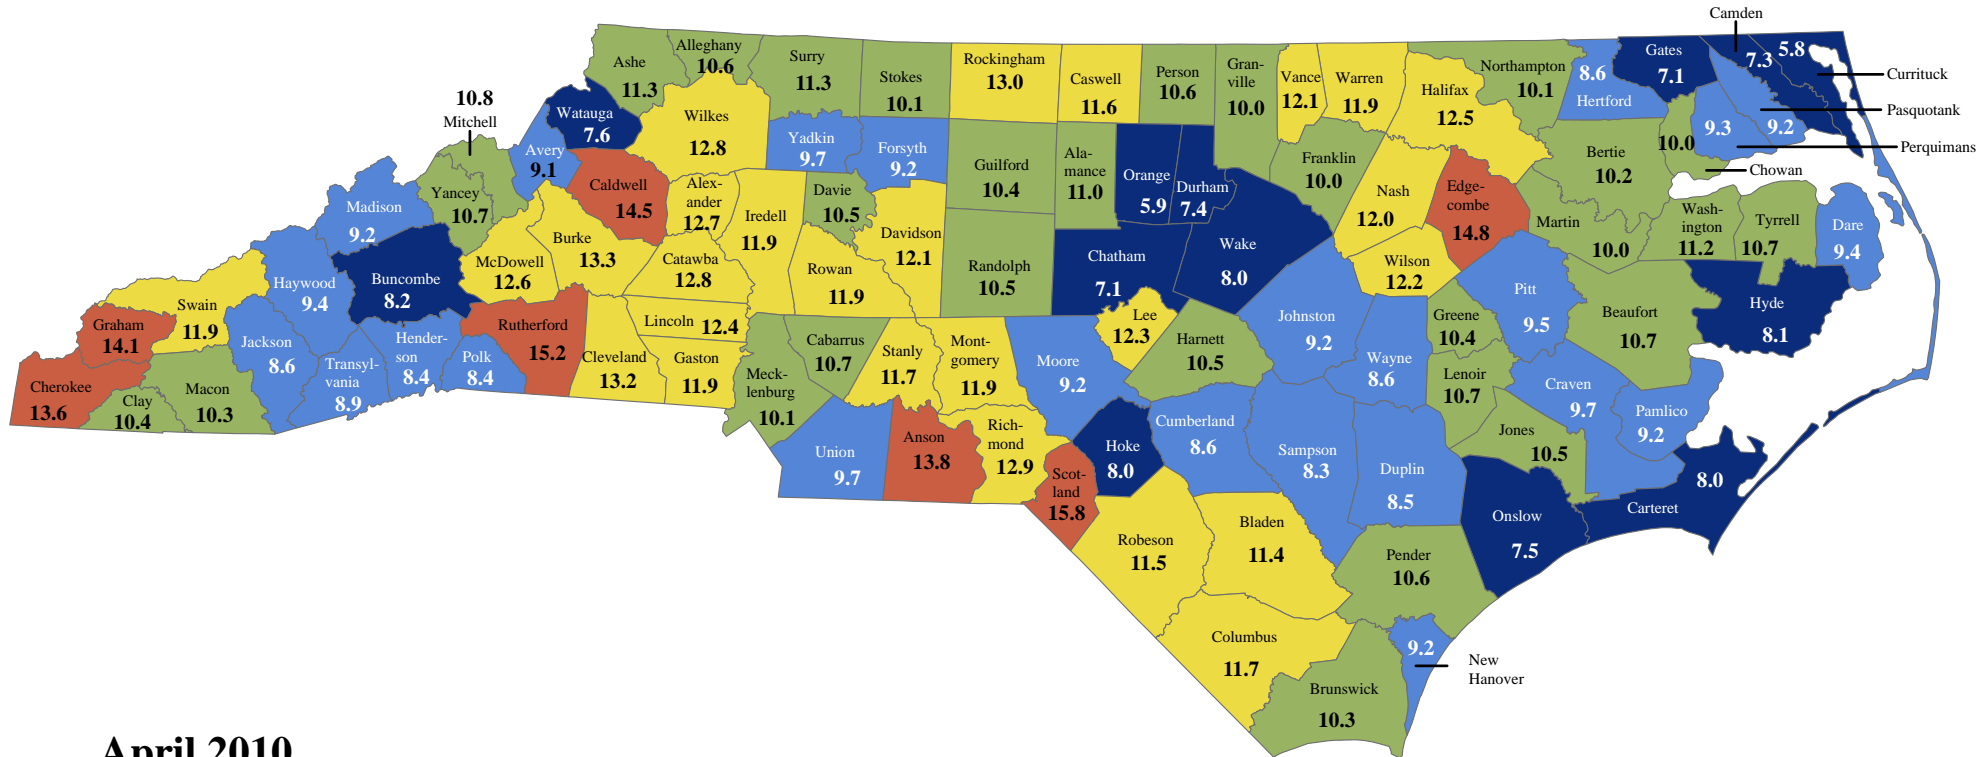 Camden
Alleghany
10.6
Ashe
11.3
Surry
11.3
Stokes
10.1
Rockingham
13.0
Caswell
11.6
Person
10.6
Gran-
ville
10.0
Vance
12.1
Warren
11.9
Halifax
12.5
Northampton
10.1
8.6
Hertford
Gates
7.1
7.3
5.8
Currituck
Pasquotank
Perquimans
9.3
9.2
10.0
Chowan
10.8
Mitchell
Watauga
7.6
Wilkes
12.8
Avery
9.1
Yadkin
9.7
Forsyth
9.2
Guilford
10.4
Ala-
mance
11.0
Orange
5.9
Durham
7.4
Franklin
10.0
Nash
12.0
Edge-
combe
14.8
Bertie
10.2
Martin
10.0
Wash-
ington
11.2
Tyrrell
10.7
Dare
9.4
Madison
9.2
Yancey
10.7
Caldwell
14.5
Alex-
ander
12.7
Iredell
11.9
Davie
10.5
Davidson
12.1
Randolph
10.5
Chatham
7.1
Wake
8.0
Wilson
12.2
Pitt
9.5
Beaufort
10.7
Hyde
8.1
Swain
11.9
Haywood
9.4
Buncombe
8.2
McDowell
12.6
Burke
13.3
Catawba
12.8
Rowan
11.9
Graham
14.1
Jackson
8.6
Transyl-
vania
8.9
Hender-
son
8.4
Polk
8.4
Rutherford
15.2
Cleveland
13.2
Lincoln 12.4
Gaston
11.9
Meck-
lenburg
10.1
Cabarrus
10.7
Stanly
11.7
Mont-
gomery
11.9
Moore
9.2
Lee
12.3
Harnett
10.5
Johnston
9.2
Wayne
8.6
Greene
10.4
Lenoir
10.7
Craven
9.7
Pamlico
9.2
Cherokee
13.6
Clay
10.4
Macon
10.3
Union
9.7
Anson
13.8
Rich-
mond
12.9
Scot-
land
15.8
Hoke
8.0
Cumberland
8.6
Sampson
8.3
Duplin
8.5
Jones
10.5
Onslow
7.5
Carteret
8.0
Robeson
11.5
Bladen
11.4
Pender
10.6
Columbus
11.7
Brunswick
10.3
9.2
New
Hanover
April 2010